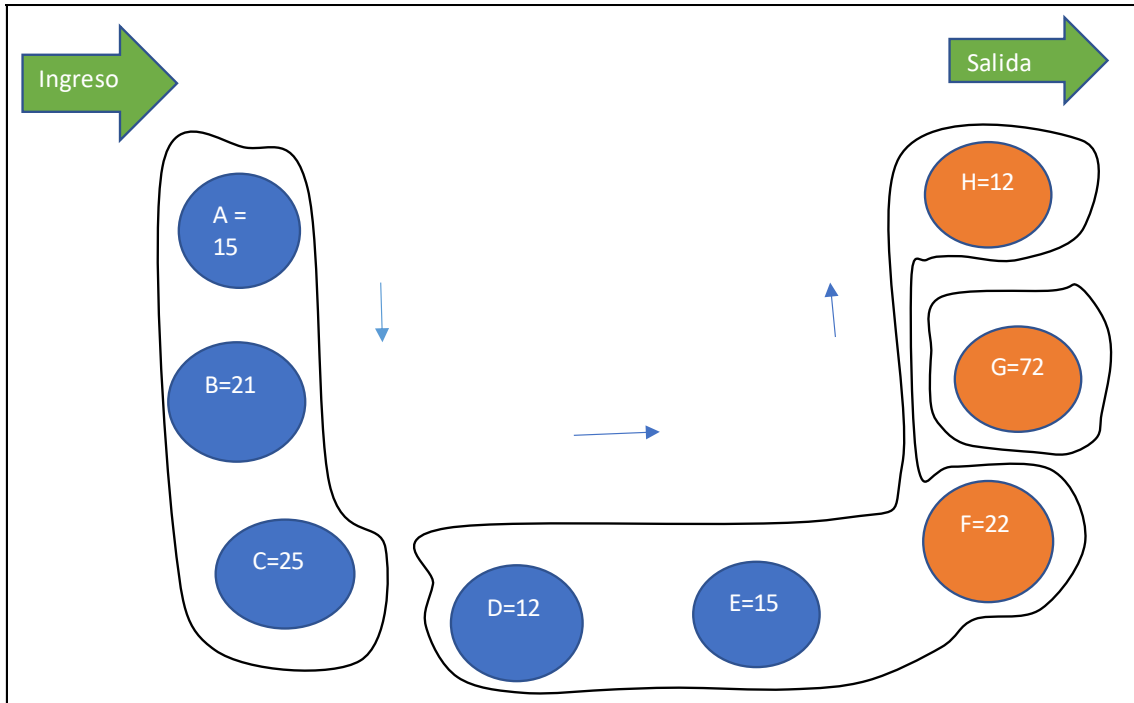 Ingreso
Salida
A =
15
B=21
C=25
D=12
E=15
F=22
G=72
H=12